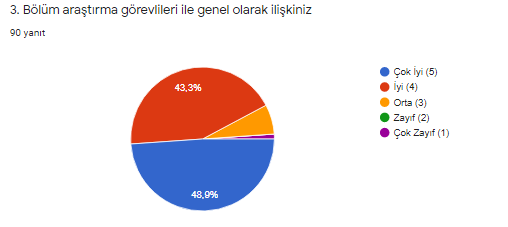 3. Bölüm araştırma görevlileri ile genel olarak ilişkiniz
90 yanıt
43,3%
48,9%
Çok İyi (5)
İyi (4)
Orta (3)
Zayıf (2)
Çok Zayıf (1)